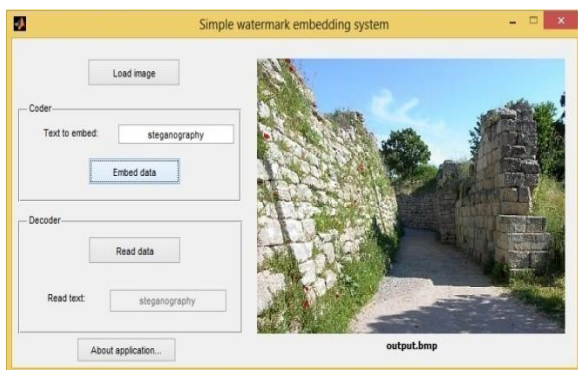 Simple watermark embedding system
Load image
Coder
Text to embed: steganography
Embed data
Decoder
Read data
Read text: steganography
About application...
output.bmp